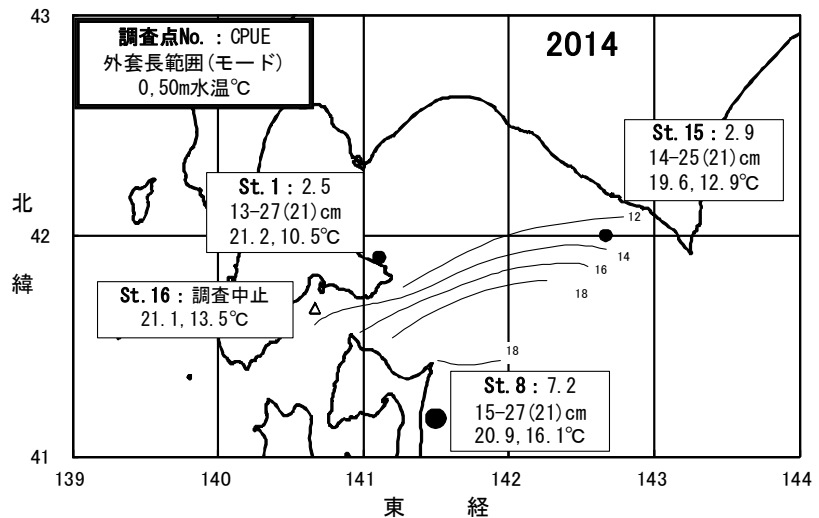 43
調査点No.：CPUE
外套長範囲(モード)
0,50m水温℃
2014
St.15：2.9
14-25(21)cm
19.6,12.9℃
St.1：2.5
13-27(21)cm
21.2,10.5℃
北
緯
42
12
14
16
18
St.16：調査中止
21.1,13.5℃
18
St.8：7.2
15-27(21)cm
20.9,16.1℃
41
139
140
141
142
143
144
東 経